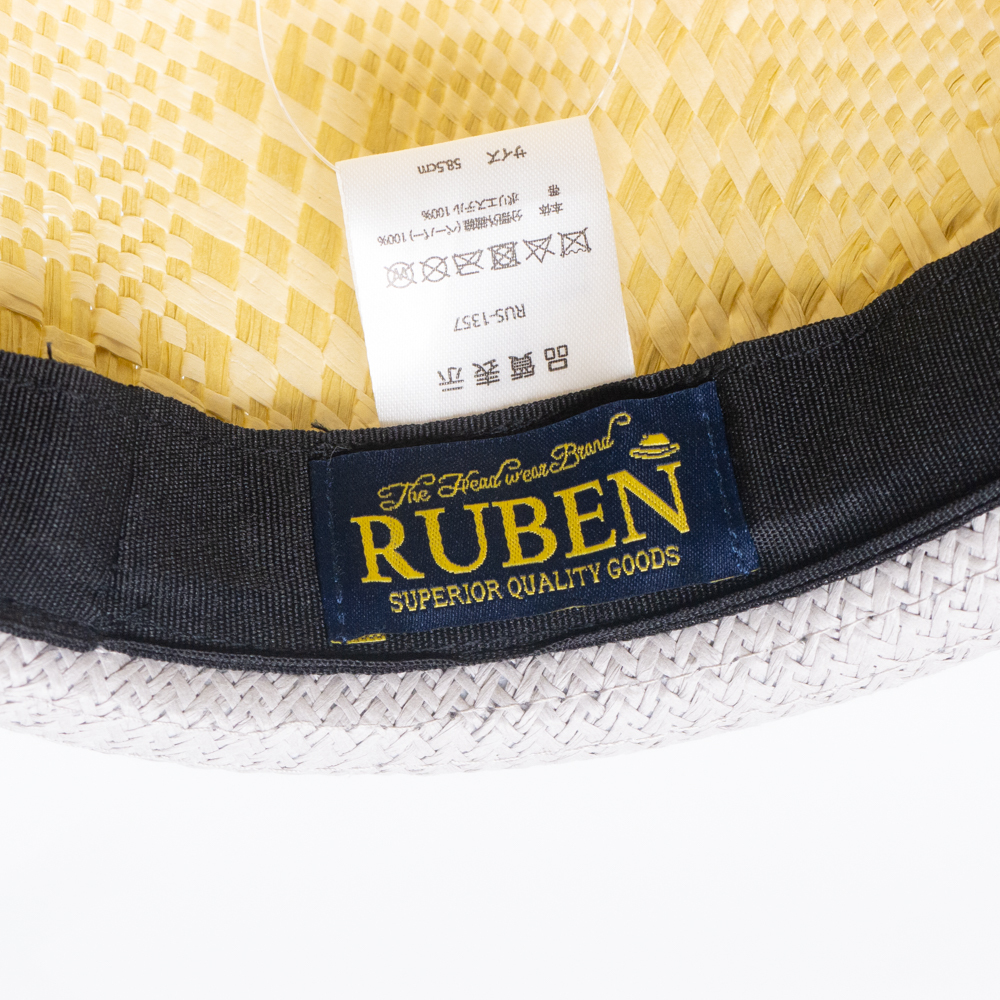 品質表示
RUS-1357
本体 分類外繊維(ペーパー)100%
帯 ポリエステル100%
サイズ 58.5cm
The Head wear Brand
RUBEN
SUPERIOR QUALITY GOODS